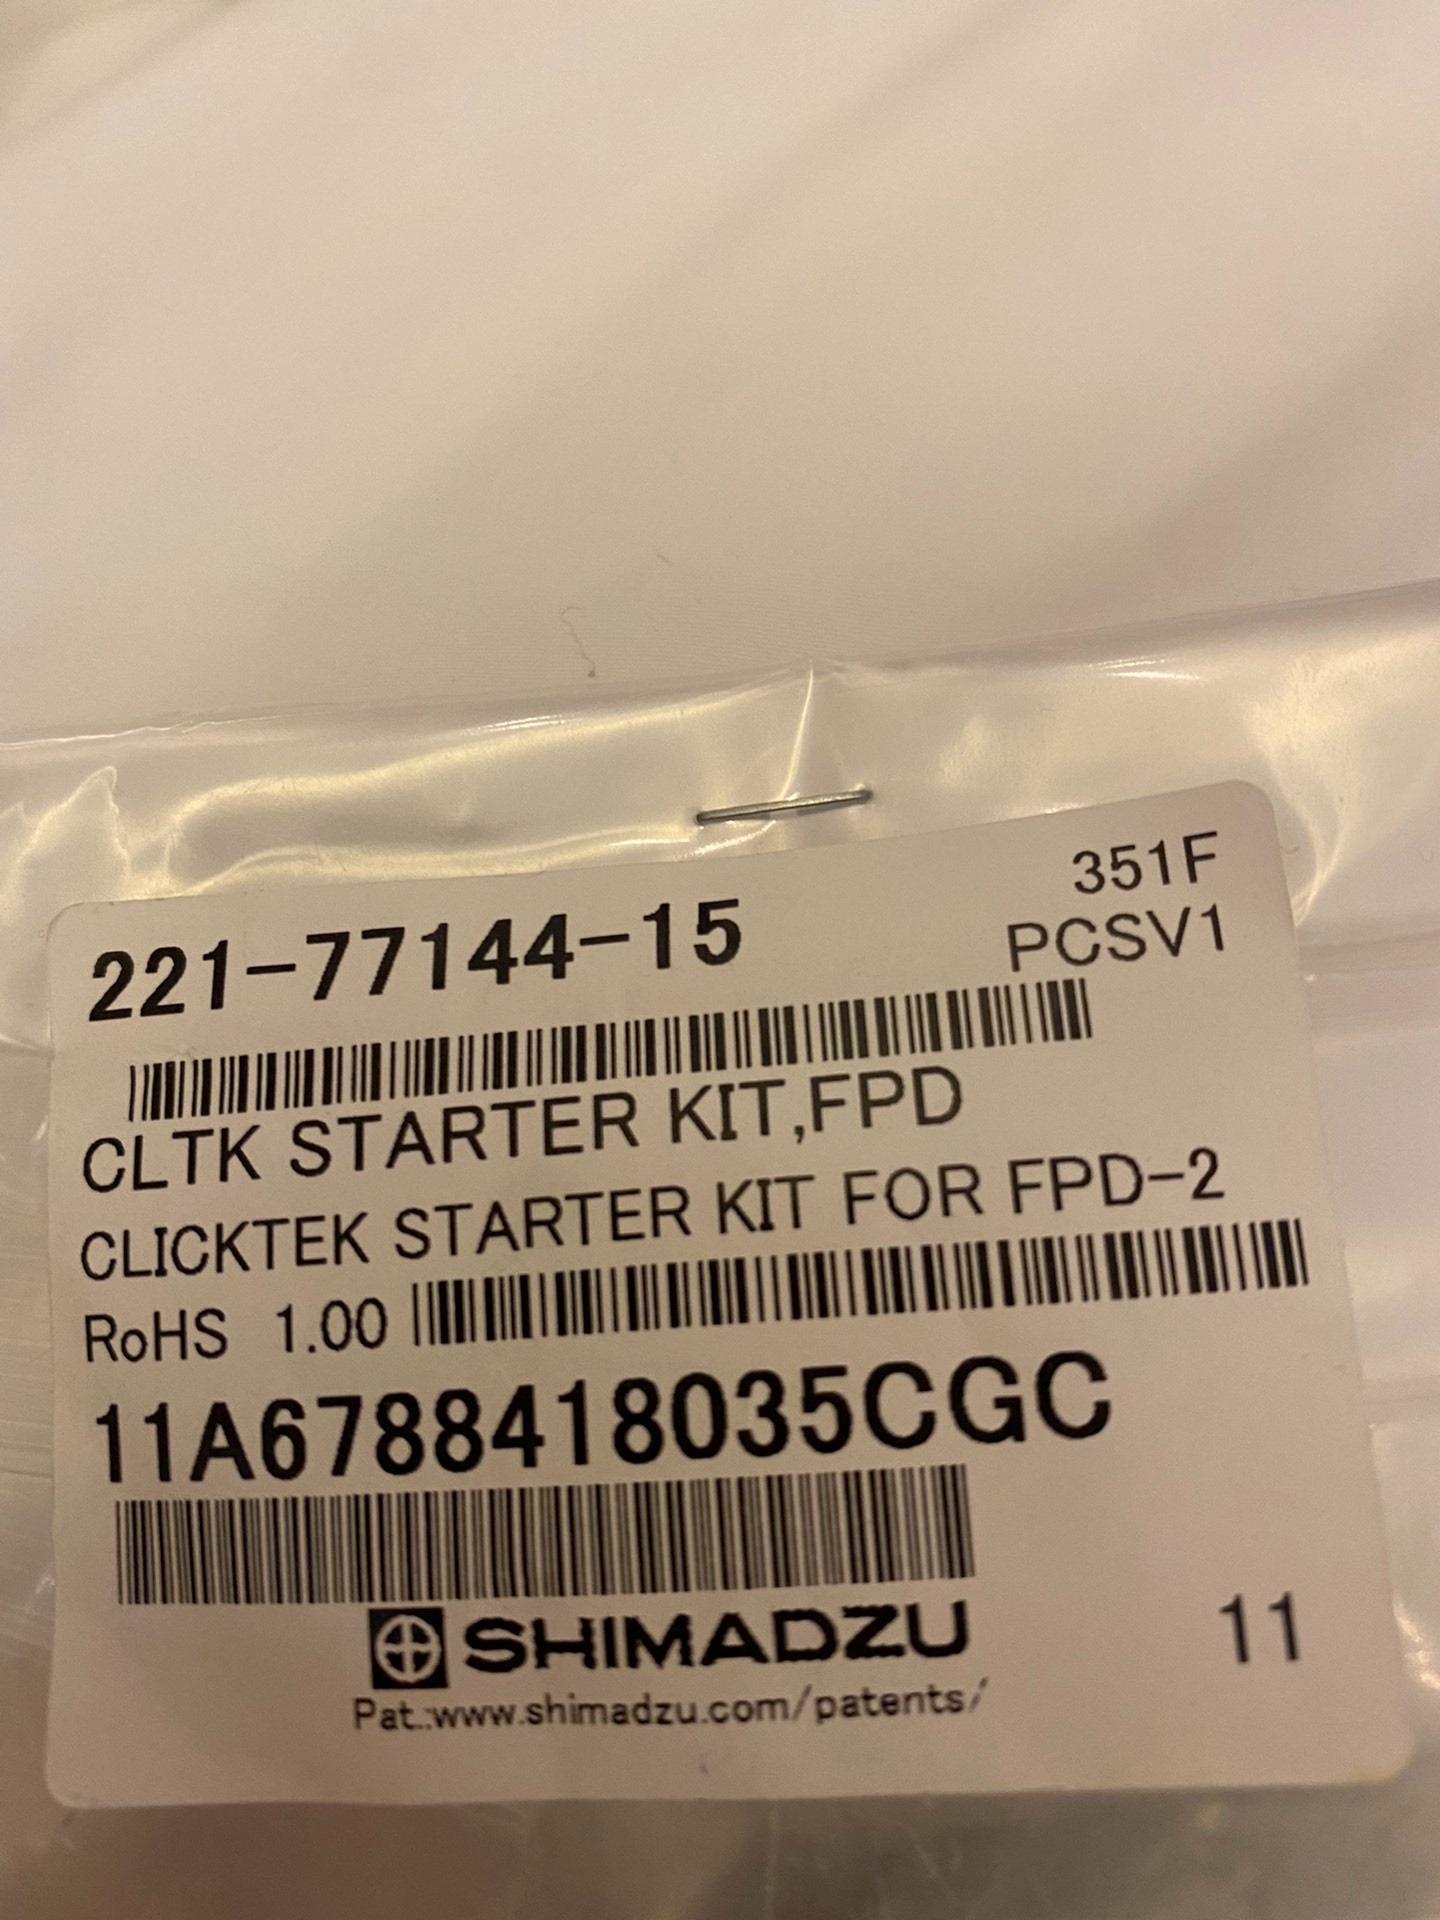 351F
221-77144-15
PCSV1
CLTK STARTER KIT,FPD
CLICKTEK STARTER KIT FOR FPD-2
RoHS 1.00
11A6788418035CGC
SHIMADZU
11
Pat.:www.shimadzu.com/patents/